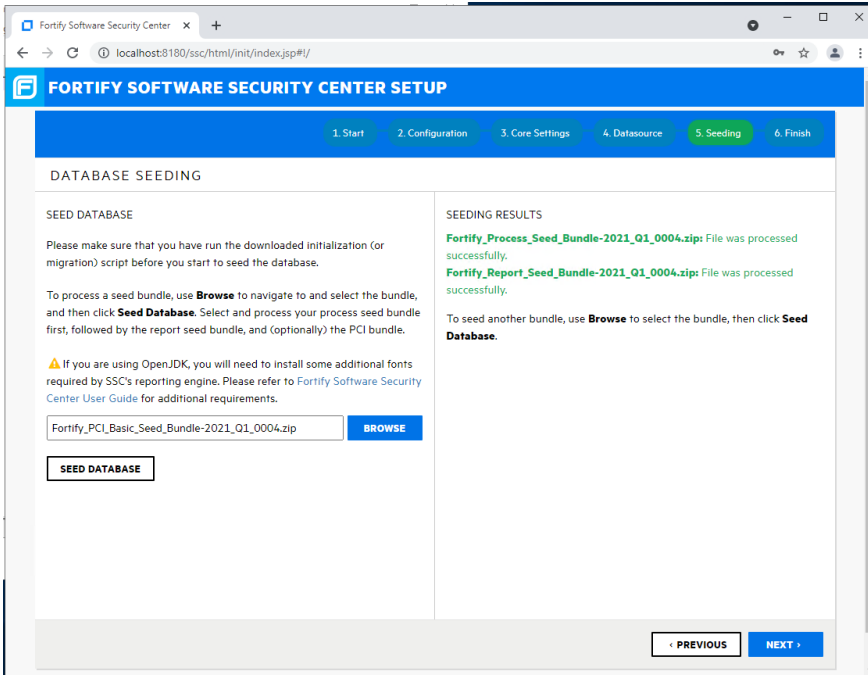 Fortify Software Security Center
localhost:8180/ssc/html/init/index.jsp#!/
FORTIFY SOFTWARE SECURITY CENTER SETUP
1. Start
2. Configuration
3. Core Settings
4. Datasource
5. Seeding
6. Finish
DATABASE SEEDING
SEED DATABASE
Please make sure that you have run the downloaded initialization (or
migration) script before you start to seed the database.
To process a seed bundle, use Browse to navigate to and select the bundle,
and then click Seed Database. Select and process your process seed bundle
first, followed by the report seed bundle, and (optionally) the PCI bundle.
If you are using OpenJDK, you will need to install some additional fonts
required by SSC's reporting engine. Please refer to Fortify Software Security
Center User Guide for additional requirements.
Fortify_PCI_Basic_Seed_Bundle-2021_Q1_0004.zip
BROWSE
SEED DATABASE
SEEDING RESULTS
Fortify_Process_Seed_Bundle-2021_Q1_0004.zip: File was processed
successfully.
Fortify_Report_Seed_Bundle-2021_Q1_0004.zip: File was processed
successfully.
To seed another bundle, use Browse to select the bundle, then click Seed
Database.
‹ PREVIOUS
NEXT ›